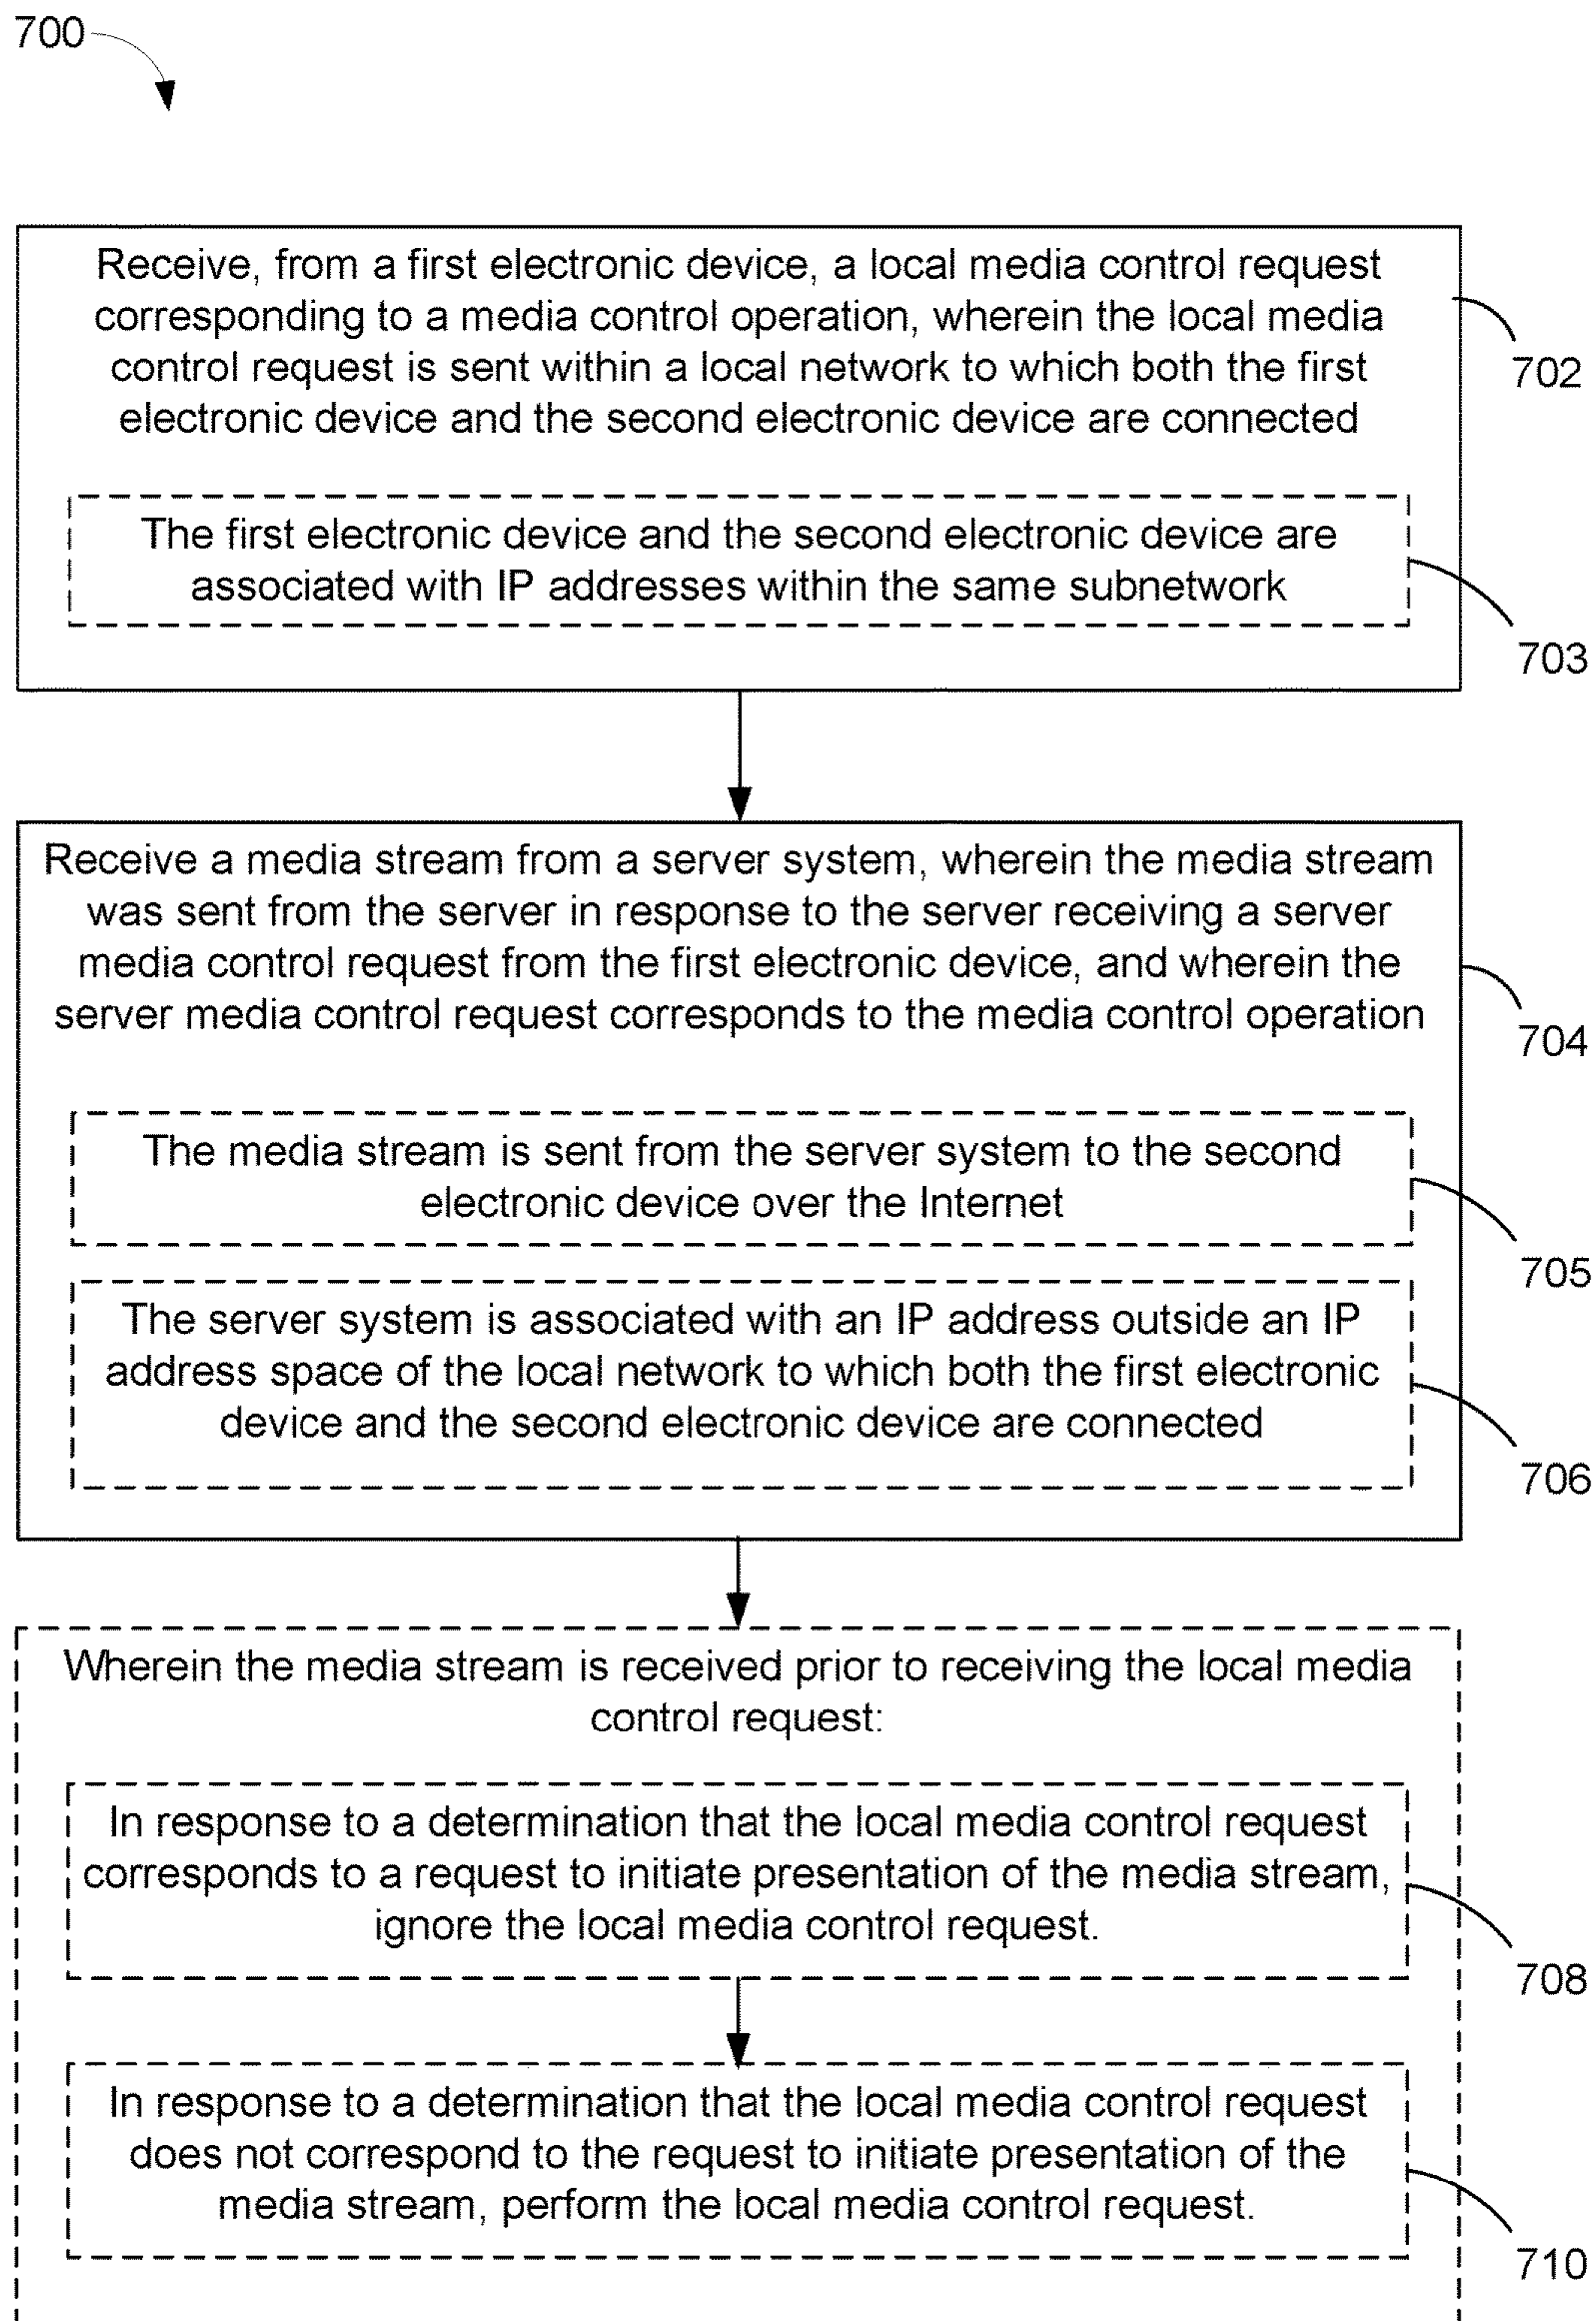 700
Receive, from a first electronic device, a local media control request
corresponding to a media control operation, wherein the local media
control request is sent within a local network to which both the first
electronic device and the second electronic device are connected
702
The first electronic device and the second electronic device are
associated with IP addresses within the same subnetwork
703
Receive a media stream from a server system, wherein the media stream
was sent from the server in response to the server receiving a server
media control request from the first electronic device, and wherein the
server media control request corresponds to the media control operation
704
The media stream is sent from the server system to the second
electronic device over the Internet
705
The server system is associated with an IP address outside an IP
address space of the local network to which both the first electronic
device and the second electronic device are connected
706
Wherein the media stream is received prior to receiving the local media
control request:
In response to a determination that the local media control request
corresponds to a request to initiate presentation of the media stream,
ignore the local media control request.
708
In response to a determination that the local media control request
does not correspond to the request to initiate presentation of the
media stream, perform the local media control request.
710